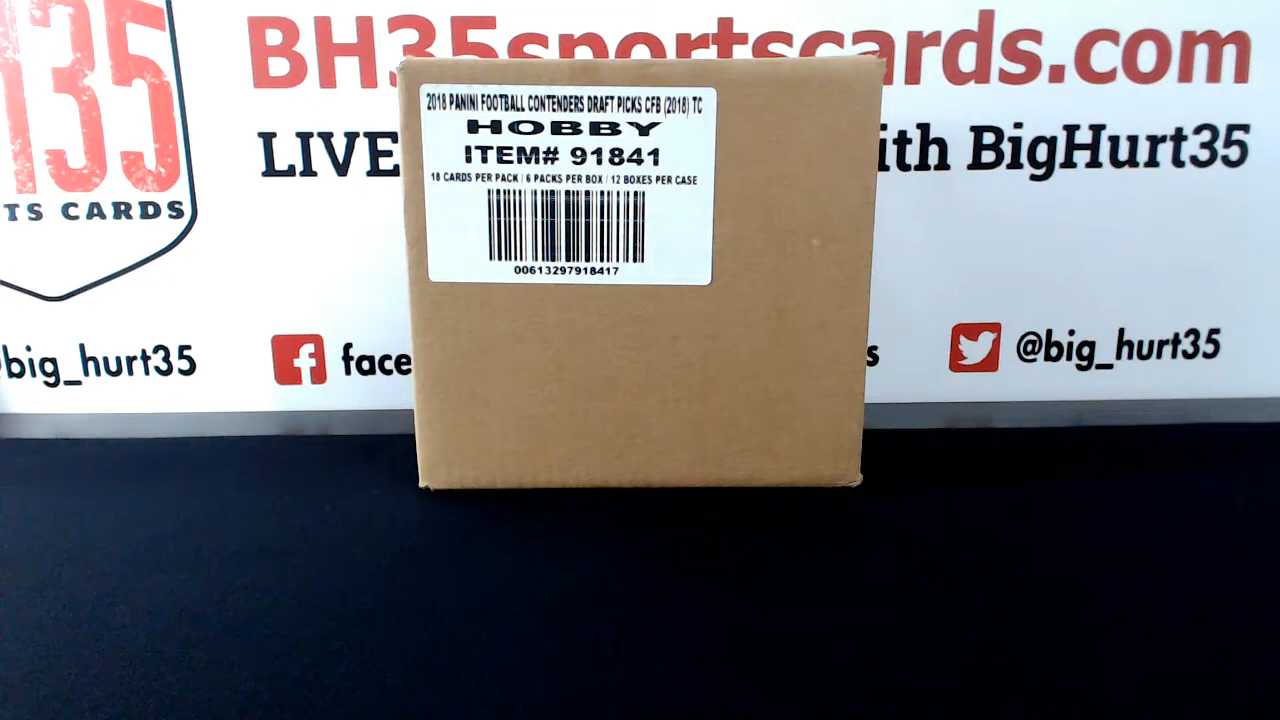 135
TS CARDS
BH35sportscards.com
LIVE
ith BigHurt35
2018 PANINI FOOTBALL CONTENDERS DRAFT PICKS CFB (2018) TC
HOBBY
ITEM# 91841
18 CARDS PER PACK / 6 PACKS PER BOX / 12 BOXES PER CASE
00613297918417
big_hurt35
f face
s
@big_hurt35